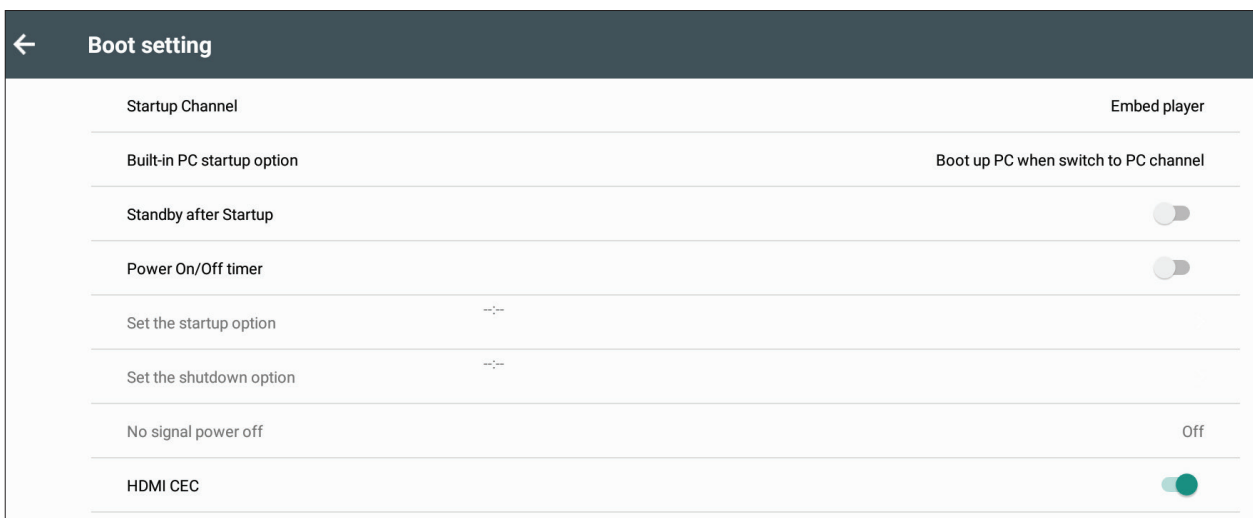 Boot setting
Startup Channel Embed player
Built-in PC startup option Boot up PC when switch to PC channel
Standby after Startup
Power On/Off timer
Set the startup option --:--
Set the shutdown option --:--
No signal power off Off
HDMI CEC